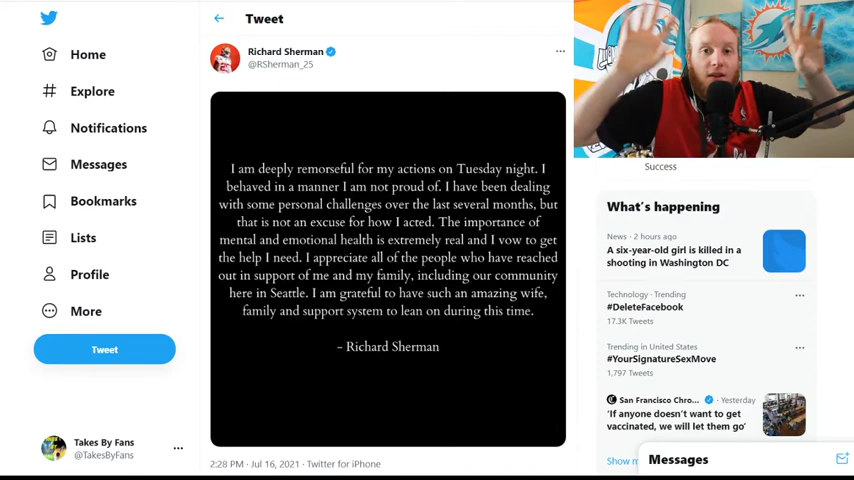 Home
Explore
Notifications
Messages
Bookmarks
Lists
Profile
More
Tweet
Takes By Fans
@TakesByFans
Tweet
Richard Sherman
@RSherman_25
I am deeply remorseful for my actions on Tuesday night. I
behaved in a manner I am not proud of. I have been dealing
with some personal challenges over the last several months, but
that is not an excuse for how I acted. The importance of
mental and emotional health is extremely real and I vow to get
the help I need. I appreciate all of the people who have reached
out in support of me and my family, including our community
here in Seattle. I am grateful to have such an amazing wife,
family and support system to lean on during this time.
- Richard Sherman
2:28 PM · Jul 16, 2021 · Twitter for iPhone
Success
What's happening
News · 2 hours ago
A six-year-old girl is killed in a
shooting in Washington DC
Technology · Trending
#DeleteFacebook
17.3K Tweets
Trending in United States
#YourSignatureSexMove
1,797 Tweets
San Francisco Chro... · Yesterday
'If anyone doesn't want to get
vaccinated, we will let them go'
Show
Messages